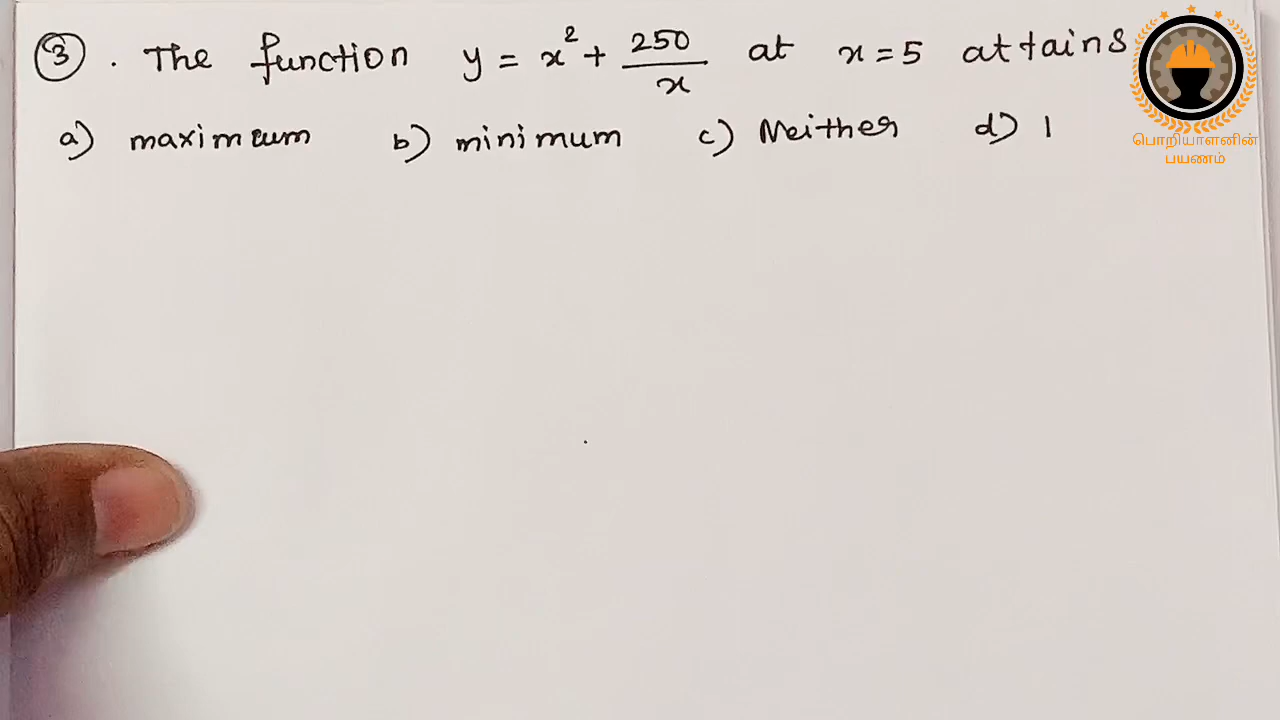 3. The function y = x² + 250/x at x = 5 attains
a) maximum b) minimum c) Neither d) 1
பொறியாளனின்
பயணம்